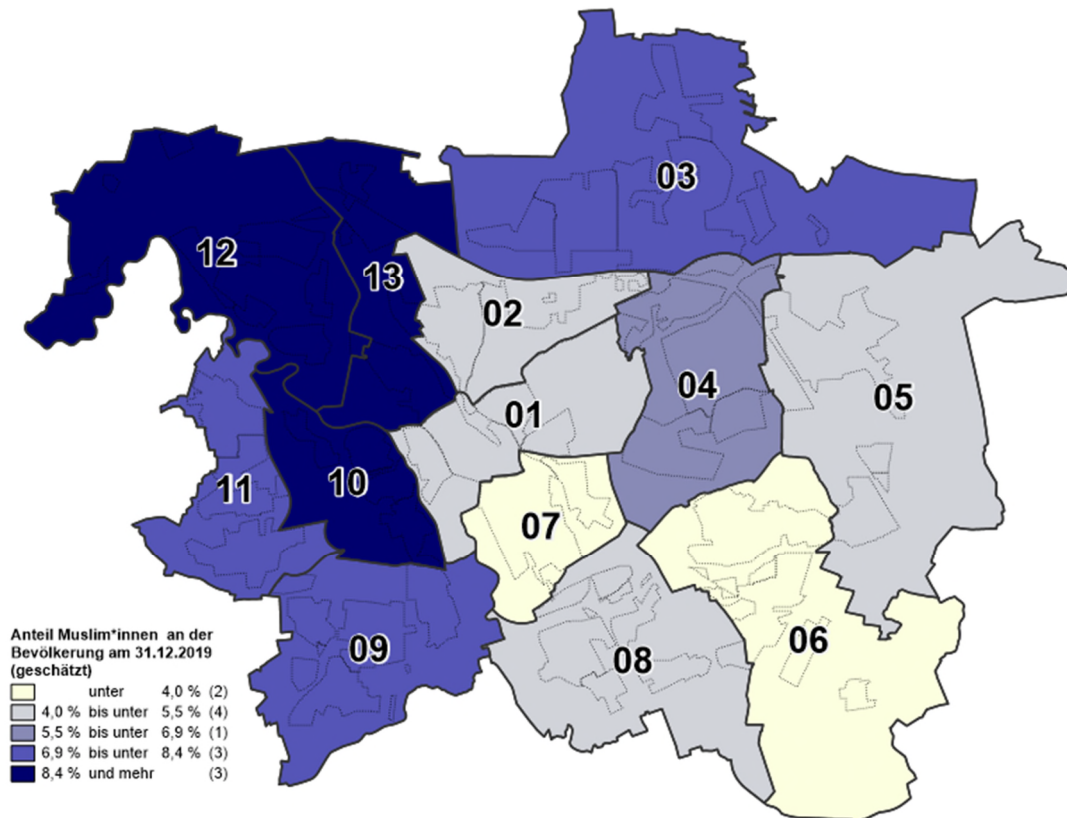 03
12
13
02
04
05
01
11
10
07
09
08
06
Anteil Muslim*innen an der
Bevölkerung am 31.12.2019
(geschätzt)
unter 4,0 % (2)
4,0 % bis unter 5,5 % (4)
5,5 % bis unter 6,9 % (1)
6,9 % bis unter 8,4 % (3)
8,4 % und mehr (3)